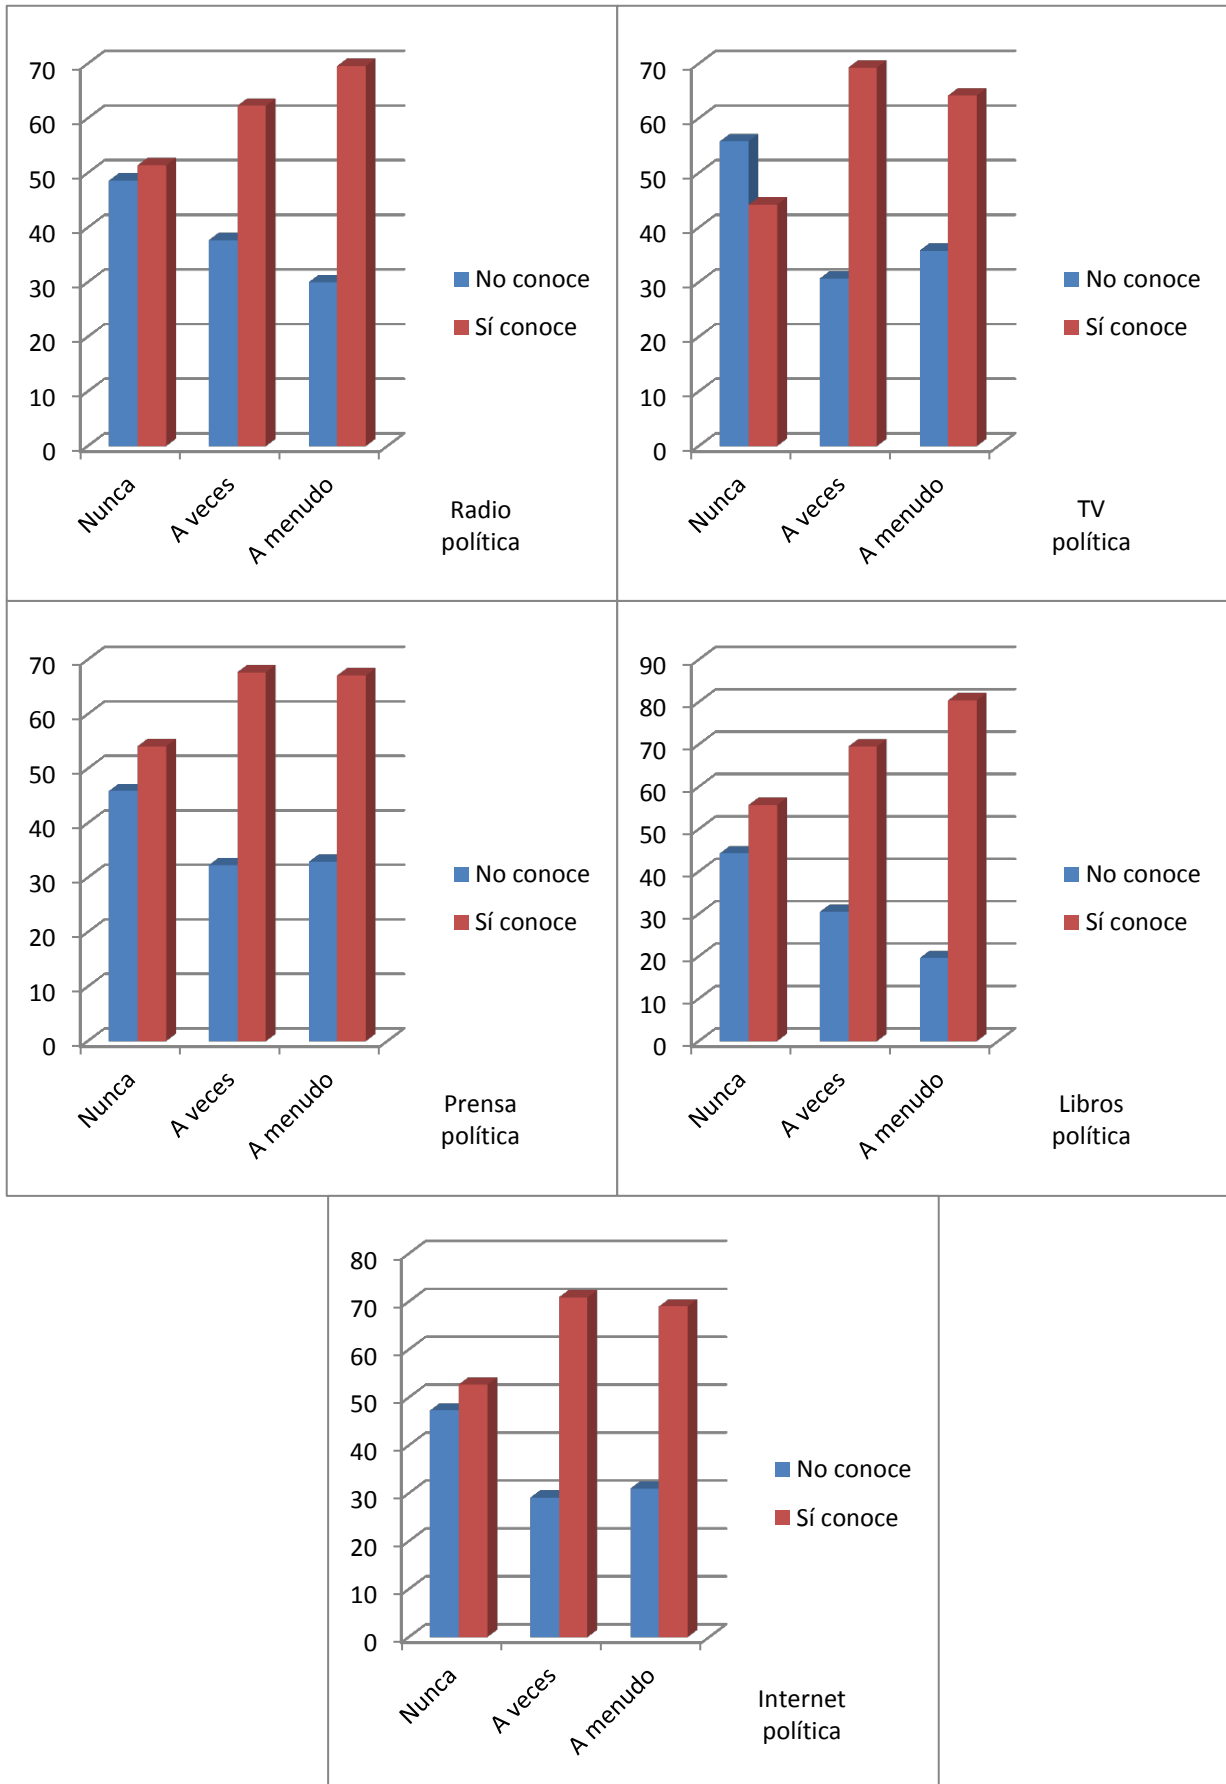 70
60
50
40
30
20
10
0
Nunca
A veces
A menudo
No conoce
Sí conoce
Radio
política
70
60
50
40
30
20
10
0
Nunca
A veces
A menudo
No conoce
Sí conoce
TV
política
70
60
50
40
30
20
10
0
Nunca
A veces
A menudo
No conoce
Sí conoce
Prensa
política
90
80
70
60
50
40
30
20
10
0
Nunca
A veces
A menudo
No conoce
Sí conoce
Libros
política
80
70
60
50
40
30
20
10
0
Nunca
A veces
A menudo
No conoce
Sí conoce
Internet
política